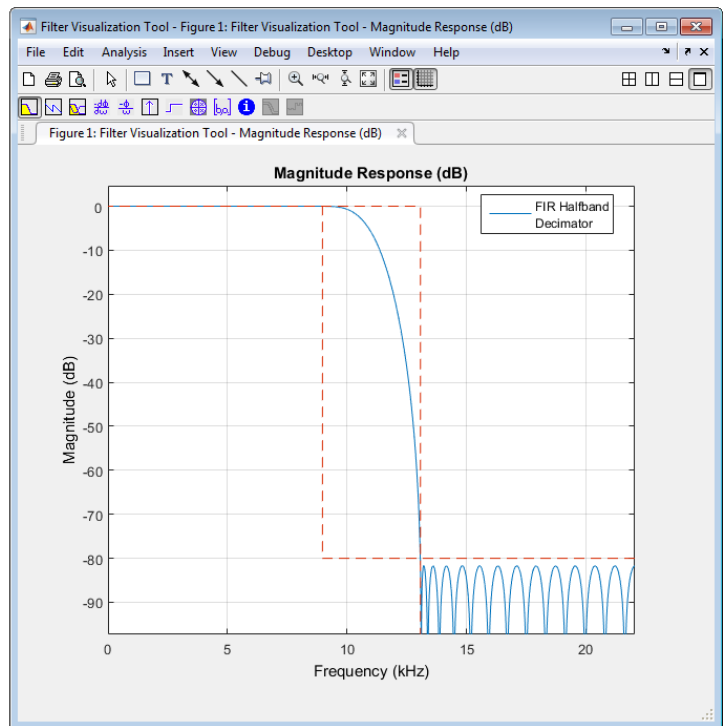 Filter Visualization Tool - Figure 1: Filter Visualization Tool - Magnitude Response (dB)
File Edit Analysis Insert View Debug Desktop Window Help
Figure 1: Filter Visualization Tool - Magnitude Response (dB)
Magnitude Response (dB)
FIR Halfband
Decimator
0
-10
-20
-30
-40
-50
-60
-70
-80
-90
Magnitude (dB)
0 5 10 15 20
Frequency (kHz)